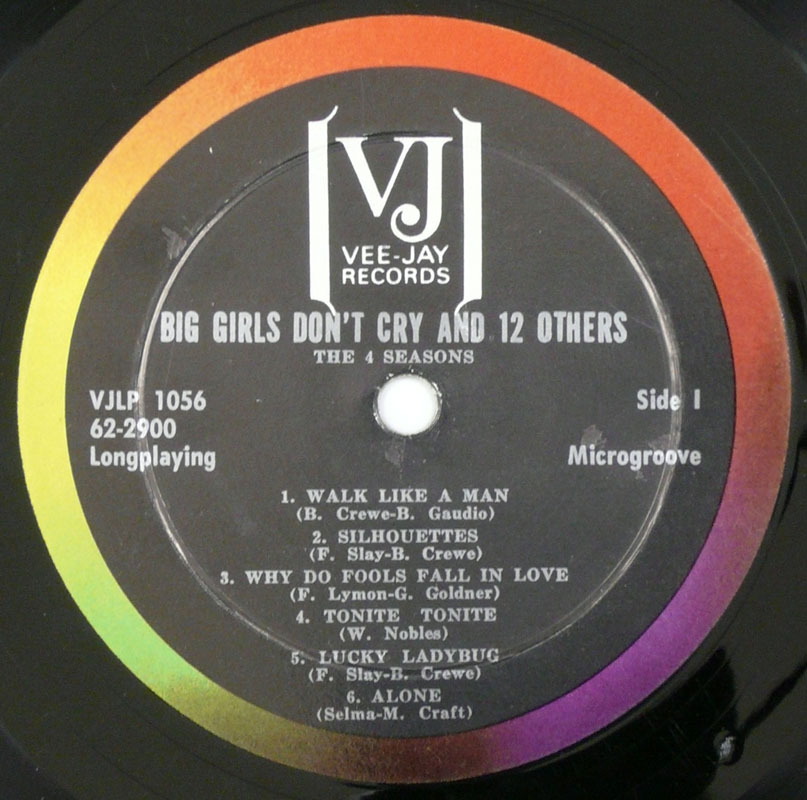 VJ
VEE-JAY
RECORDS
BIG GIRLS DON'T CRY AND 12 OTHERS
THE 4 SEASONS
VJLP 1056
Side I
62-2900
Longplaying
Microgroove
1. WALK LIKE A MAN
(B. Crewe-B. Gaudio)
2. SILHOUETTES
(F. Slay-B. Crewe)
3. WHY DO FOOLS FALL IN LOVE
(F. Lymon-G. Goldner)
4. TONITE TONITE
(W. Nobles)
5. LUCKY LADYBUG
(F. Slay-B. Crewe)
6. ALONE
(Selma-M. Craft)